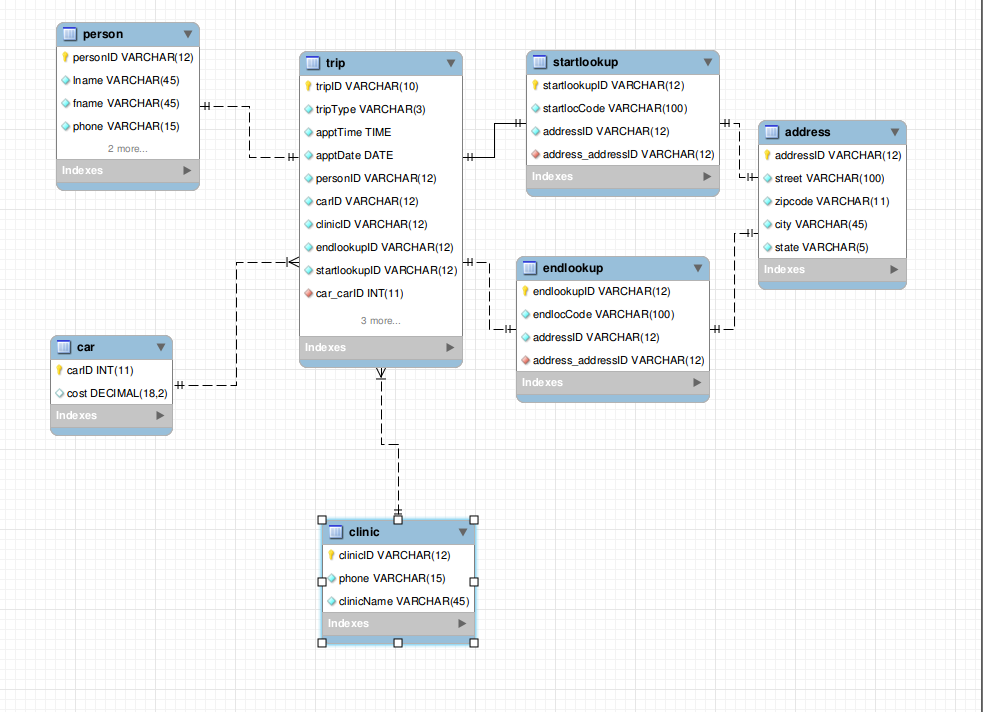 person
personID VARCHAR(12)
lname VARCHAR(45)
fname VARCHAR(45)
phone VARCHAR(15)
2 more...
Indexes
trip
tripID VARCHAR(10)
tripType VARCHAR(3)
apptTime TIME
apptDate DATE
personID VARCHAR(12)
carID VARCHAR(12)
clinicID VARCHAR(12)
endlookupID VARCHAR(12)
startlookupID VARCHAR(12)
car_carID INT(11)
3 more...
Indexes
startlookup
startlookupID VARCHAR(12)
startlocCode VARCHAR(100)
addressID VARCHAR(12)
address_addressID VARCHAR(12)
Indexes
address
addressID VARCHAR(12)
street VARCHAR(100)
zipcode VARCHAR(11)
city VARCHAR(45)
state VARCHAR(5)
Indexes
endlookup
endlookupID VARCHAR(12)
endlocCode VARCHAR(100)
addressID VARCHAR(12)
address_addressID VARCHAR(12)
Indexes
car
carID INT(11)
cost DECIMAL(18,2)
Indexes
clinic
clinicID VARCHAR(12)
phone VARCHAR(15)
clinicName VARCHAR(45)
Indexes